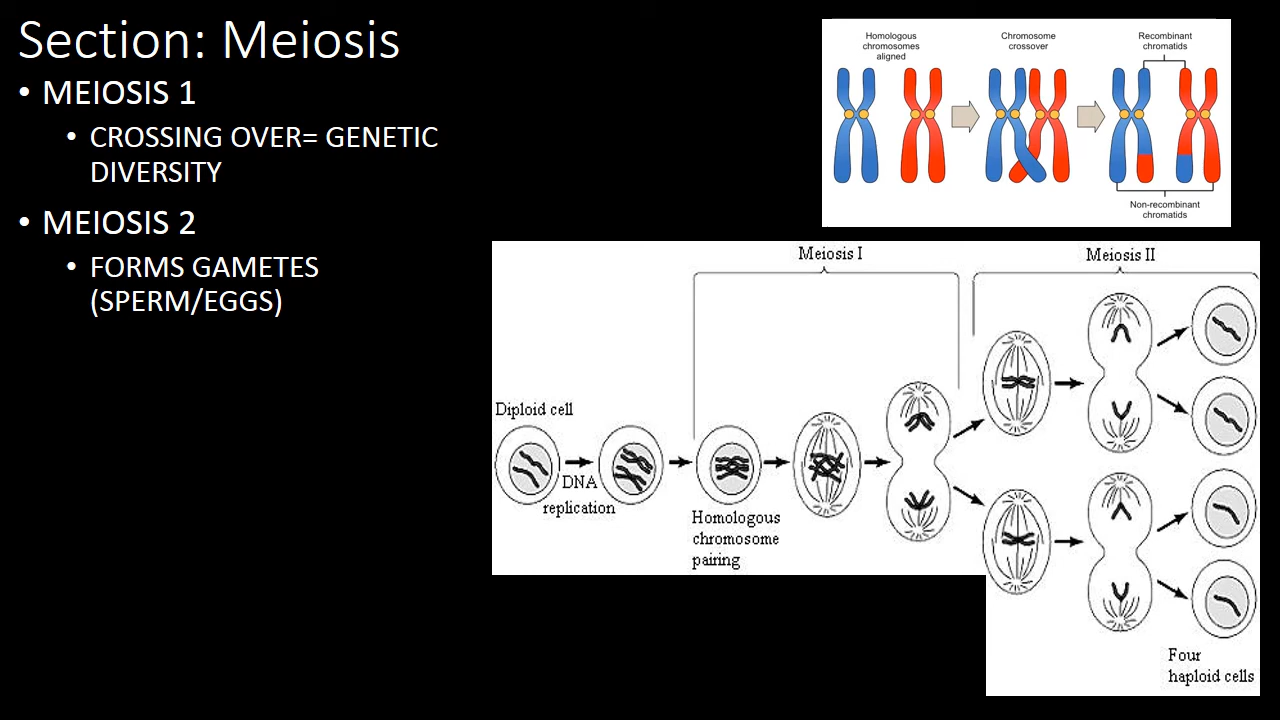 Section: Meiosis
• MEIOSIS 1
• CROSSING OVER= GENETIC
DIVERSITY
• MEIOSIS 2
• FORMS GAMETES
(SPERM/EGGS)
Homologous
chromosomes
aligned
Chromosome
crossover
Recombinant
chromatids
Non-recombinant
chromatids
Meiosis I
Meiosis II
Diploid cell
DNA
replication
Homologous
chromosome
pairing
Four
haploid cells